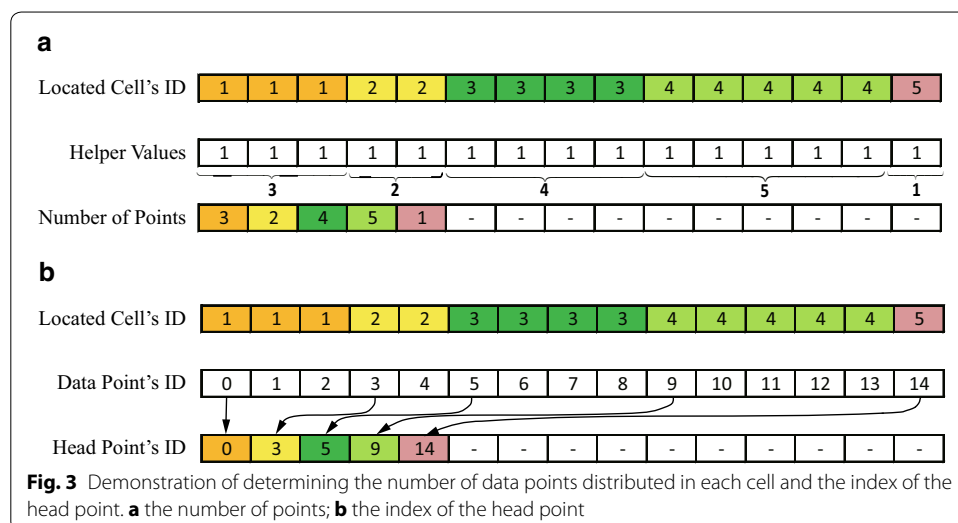 a
Located Cell's ID 1 1 1 2 2 3 3 3 3 4 4 4 4 4 5
Helper Values 1 1 1 1 1 1 1 1 1 1 1 1 1 1 1
3 2 4 5 1
Number of Points 3 2 4 5 1 - - - - - - - - - -
b
Located Cell's ID 1 1 1 2 2 3 3 3 3 4 4 4 4 4 5
Data Point's ID 0 1 2 3 4 5 6 7 8 9 10 11 12 13 14
Head Point's ID 0 3 5 9 14 - - - - - - - - - -
Fig. 3 Demonstration of determining the number of data points distributed in each cell and the index of the
head point. a the number of points; b the index of the head point